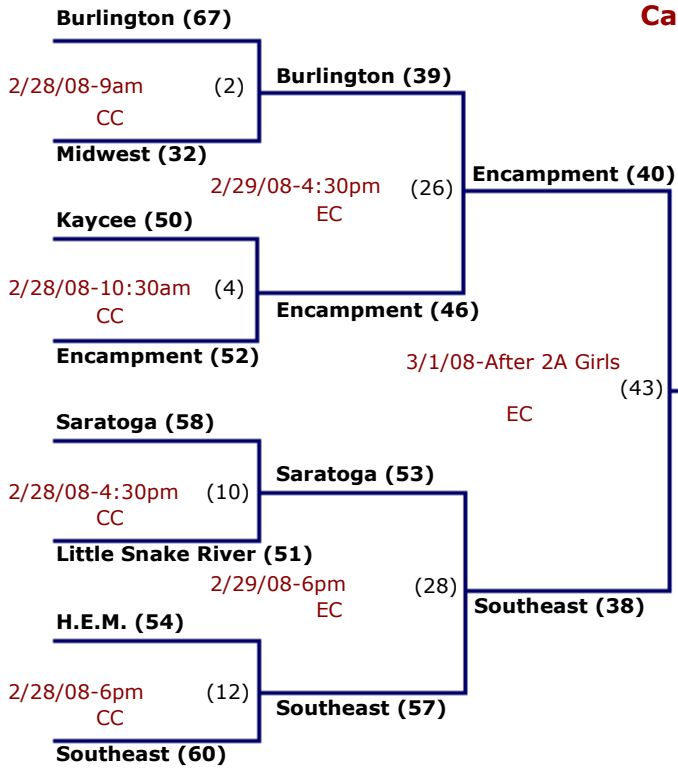 Burlington (67)
Ca
2/28/08-9am
(2)
CC
Burlington (39)
Midwest (32)
2/29/08-4:30pm
(26)
EC
Encampment (40)
Kaycee (50)
2/28/08-10:30am
(4)
CC
Encampment (46)
Encampment (52)
3/1/08-After 2A Girls
(43)
EC
Saratoga (58)
Saratoga (53)
2/28/08-4:30pm
(10)
CC
Little Snake River (51)
2/29/08-6pm
(28)
EC
Southeast (38)
H.E.M. (54)
2/28/08-6pm
(12)
CC
Southeast (57)
Southeast (60)